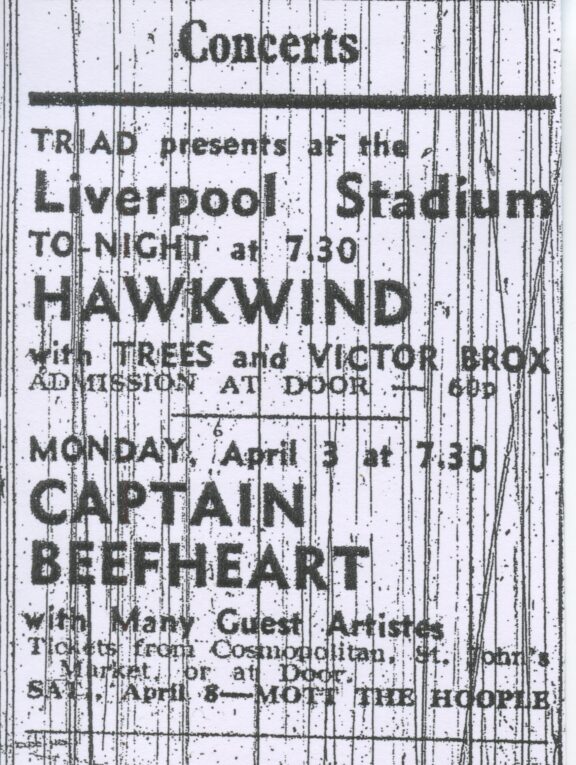 Concerts
TRIAD presents at the
Liverpool Stadium
TO-NIGHT at 7.30
HAWKWIND
with TREES and VICTOR BROX
ADMISSION AT DOOR — 60p
MONDAY, April 3 at 7.30
CAPTAIN
BEEFHEART
with Many Guest Artistes
Tickets from Cosmopolitan, St. John's
Market, or at Door.
SAT., April 8—MOTT THE HOOPLE